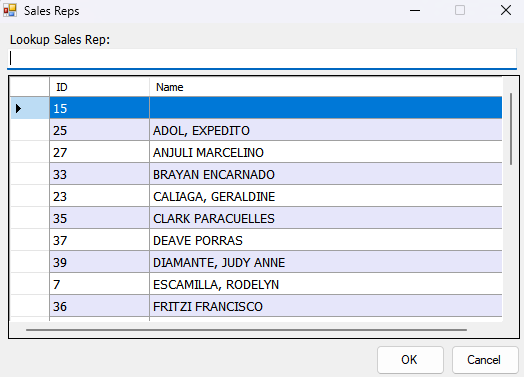 Sales Reps
Lookup Sales Rep:
ID Name
15
25 ADOL, EXPEDITO
27 ANJULI MARCELINO
33 BRAYAN ENCARNADO
23 CALIAGA, GERALDINE
35 CLARK PARACUELLES
37 DEAVE PORRAS
39 DIAMANTE, JUDY ANNE
7 ESCAMILLA, RODELYN
36 FRITZI FRANCISCO
OK Cancel